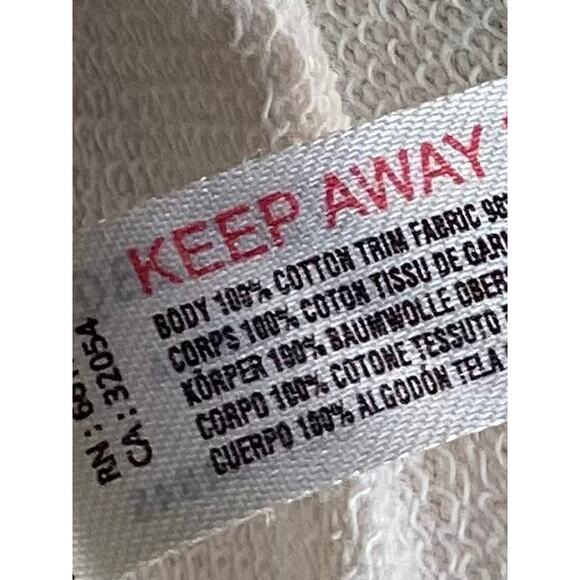 KEEP AWAY
BODY 100% COTTON TRIM FABRIC 98%
CORPS 100% COTON TISSU DE
KÖRPER 100% BAUMWOLLE
CORPO 100% COTONE TESSUTO
CUERPO 100% ALGODÓN TELA
RN :
CA : 32054